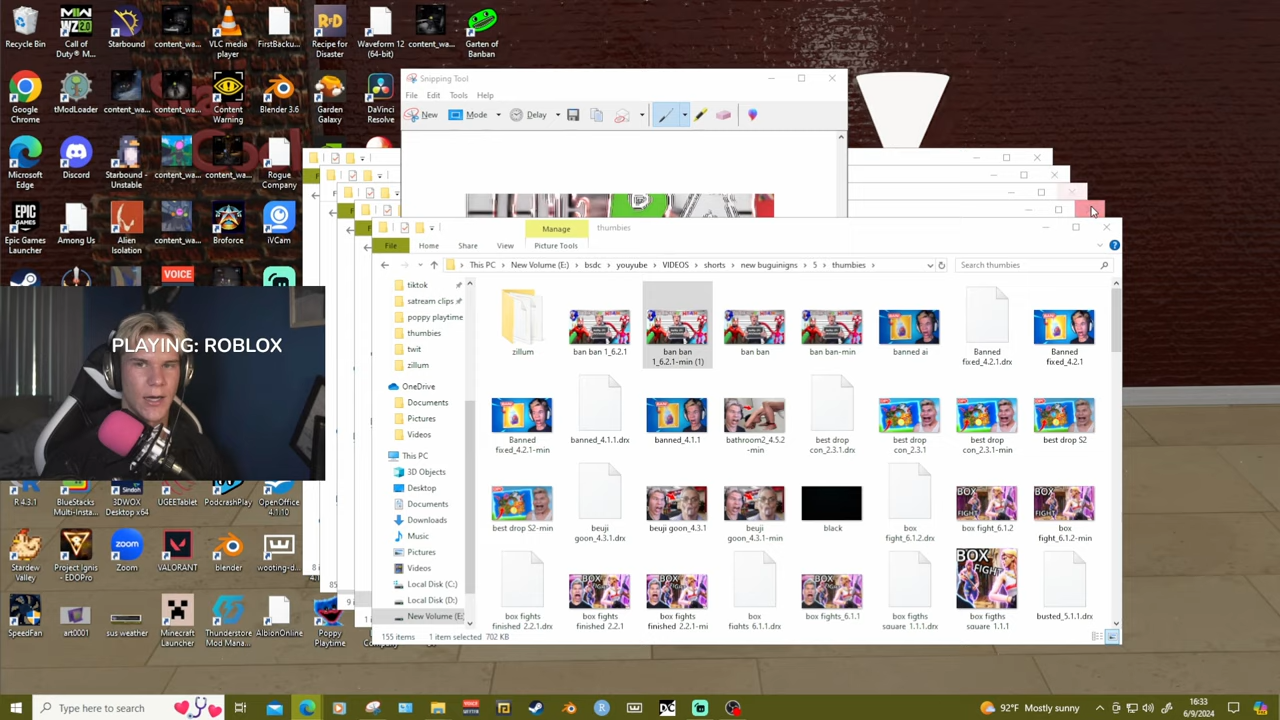 Recycle Bin
Call of Duty® M...
Starbound
content_wa...
VLC media player
FirstBacku...
Recipe for Disaster
Waveform 12 (64-bit)
content_wa...
Garten of Banban
Google Chrome
tModLoader
content_wa...
content_wa...
Content Warning
Blender 3.6
Garden Galaxy
DaVinci Resolve
Microsoft Edge
Discord
Starbound - Unstable
content_wa...
content_wa...
Rogue Company
Epic Games Launcher
Among Us
Alien Isolation
content_wa...
Broforce
iVCam
VOICE
PLAYING: ROBLOX
R 4.3.1
BlueStacks Multi-Insta...
3DWOX Desktop x64
UGEETablet
PodcrashPlay
OpenOffice 4.1.10
Stardew Valley
Project Ignis - EDOPro
Zoom
VALORANT
blender
wooting-d...
SpeedFan
art0001
sus weather
Minecraft Launcher
Thunderstore Mod Mana...
AlbionOnline
Poppy Playtime
Snipping Tool
File Edit Tools Help
New Mode Delay
Manage
thumbies
File Home Share View Picture Tools
This PC > New Volume (E:) > bsdc > youyube > VIDEOS > shorts > new buguinigns > 5 > thumbies >
Search thumbies
tiktok
satream clips
poppy playtime
thumbies
twit
zillum
OneDrive
Documents
Pictures
Videos
This PC
3D Objects
Desktop
Documents
Downloads
Music
Pictures
Videos
Local Disk (C:)
Local Disk (D:)
New Volume (E:
zillum
ban ban 1_6.2.1
ban ban 1_6.2.1-min (1)
ban ban
ban ban-min
banned ai
Banned fixed_4.2.1.drx
Banned fixed_4.2.1
Banned fixed_4.2.1-min
banned_4.1.1.drx
banned_4.1.1
bathroom2_4.5.2-min
best drop con_2.3.1.drx
best drop con_2.3.1
best drop con_2.3.1-min
best drop S2
best drop S2-min
beuji goon_4.3.1.drx
beuji goon_4.3.1
beuji goon_4.3.1-min
black
box fight_6.1.2.drx
box fight_6.1.2
box fight_6.1.2-min
box fights finished_2.2.1.drx
box fights finished_2.2.1
box fights finished_2.2.1-mi
box fights_6.1.1.drx
box fights_6.1.1
box figths square_1.1.1.drx
box figths square_1.1.1
busted_5.1.1.drx
155 items 1 item selected 702 KB
Type here to search
92°F Mostly sunny
16:33
6/9/2024